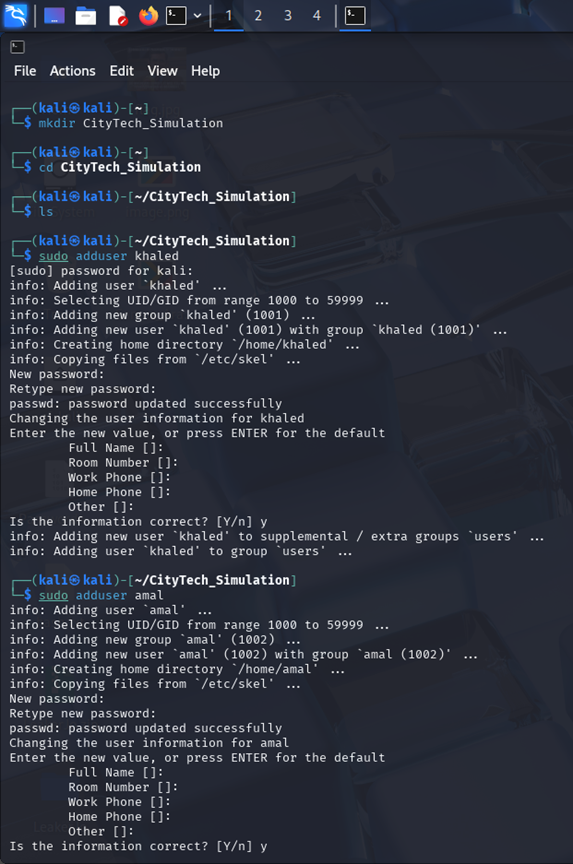 1 2 3 4
File Actions Edit View Help
┌──(kali㉿kali)-[~]
└─$ mkdir CityTech_Simulation
┌──(kali㉿kali)-[~]
└─$ cd CityTech_Simulation
┌──(kali㉿kali)-[~/CityTech_Simulation]
└─$ ls
┌──(kali㉿kali)-[~/CityTech_Simulation]
└─$ sudo adduser khaled
[sudo] password for kali:
info: Adding user `khaled' ...
info: Selecting UID/GID from range 1000 to 59999 ...
info: Adding new group `khaled' (1001) ...
info: Adding new user `khaled' (1001) with group `khaled (1001)' ...
info: Creating home directory `/home/khaled' ...
info: Copying files from `/etc/skel' ...
New password:
Retype new password:
passwd: password updated successfully
Changing the user information for khaled
Enter the new value, or press ENTER for the default
Full Name []:
Room Number []:
Work Phone []:
Home Phone []:
Other []:
Is the information correct? [Y/n] y
info: Adding new user `khaled' to supplemental / extra groups `users' ...
info: Adding user `khaled' to group `users' ...
┌──(kali㉿kali)-[~/CityTech_Simulation]
└─$ sudo adduser amal
info: Adding user `amal' ...
info: Selecting UID/GID from range 1000 to 59999 ...
info: Adding new group `amal' (1002) ...
info: Adding new user `amal' (1002) with group `amal (1002)' ...
info: Creating home directory `/home/amal' ...
info: Copying files from `/etc/skel' ...
New password:
Retype new password:
passwd: password updated successfully
Changing the user information for amal
Enter the new value, or press ENTER for the default
Full Name []:
Room Number []:
Work Phone []:
Home Phone []:
Other []:
Is the information correct? [Y/n] y